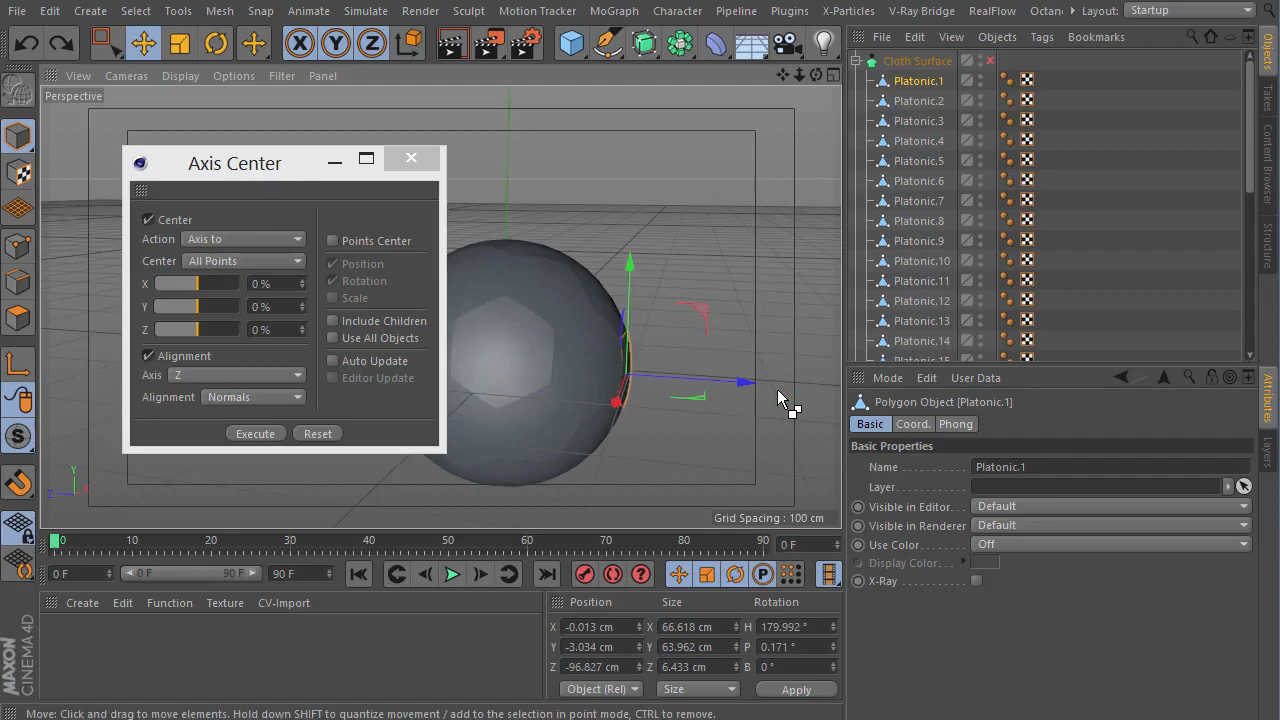 File Edit Create Select Tools Mesh Snap Animate Simulate Render Sculpt Motion Tracker MoGraph Character Pipeline Plugins X-Particles V-Ray Bridge RealFlow Octan Layout: Startup
X Y Z
File Edit View Objects Tags Bookmarks
Cloth Surface
Platonic.1
Platonic.2
Platonic.3
Platonic.4
Platonic.5
Platonic.6
Platonic.7
Platonic.8
Platonic.9
Platonic.10
Platonic.11
Platonic.12
Platonic.13
Platonic.14
Platonic.15
Objects
Takes
Content Browser
Structure
View Cameras Display Options Filter Panel
Perspective
Axis Center
Center
Action Axis to
Center All Points
X 0 %
Y 0 %
Z 0 %
Alignment
Axis Z
Alignment Normals
Points Center
Position
Rotation
Scale
Include Children
Use All Objects
Auto Update
Editor Update
Execute Reset
Y
Z X
Grid Spacing : 100 cm
Mode Edit User Data
Polygon Object [Platonic.1]
Basic Coord. Phong
Basic Properties
Name Platonic.1
Layer
Visible in Editor Default
Visible in Renderer Default
Use Color Off
Display Color
X-Ray
Attributes
Layers
0 10 20 30 40 50 60 70 80 90 0 F
0 F 0 F 90 F 90 F
P
Create Edit Function Texture CV-Import
Position Size Rotation
X -0.013 cm X 66.618 cm H 179.992 °
Y -3.034 cm Y 63.962 cm P 0.171 °
Z -96.827 cm Z 6.433 cm B 0 °
Object (Rel) Size Apply
MAXON CINEMA 4D
Move: Click and drag to move elements. Hold down SHIFT to quantize movement / add to the selection in point mode, CTRL to remove.